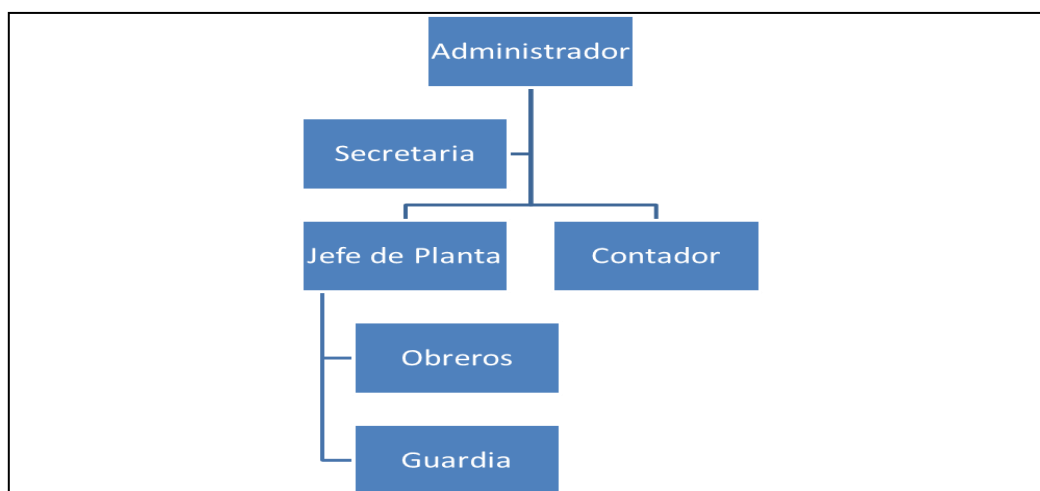 Administrador
Secretaria
Jefe de Planta
Contador
Obreros
Guardia